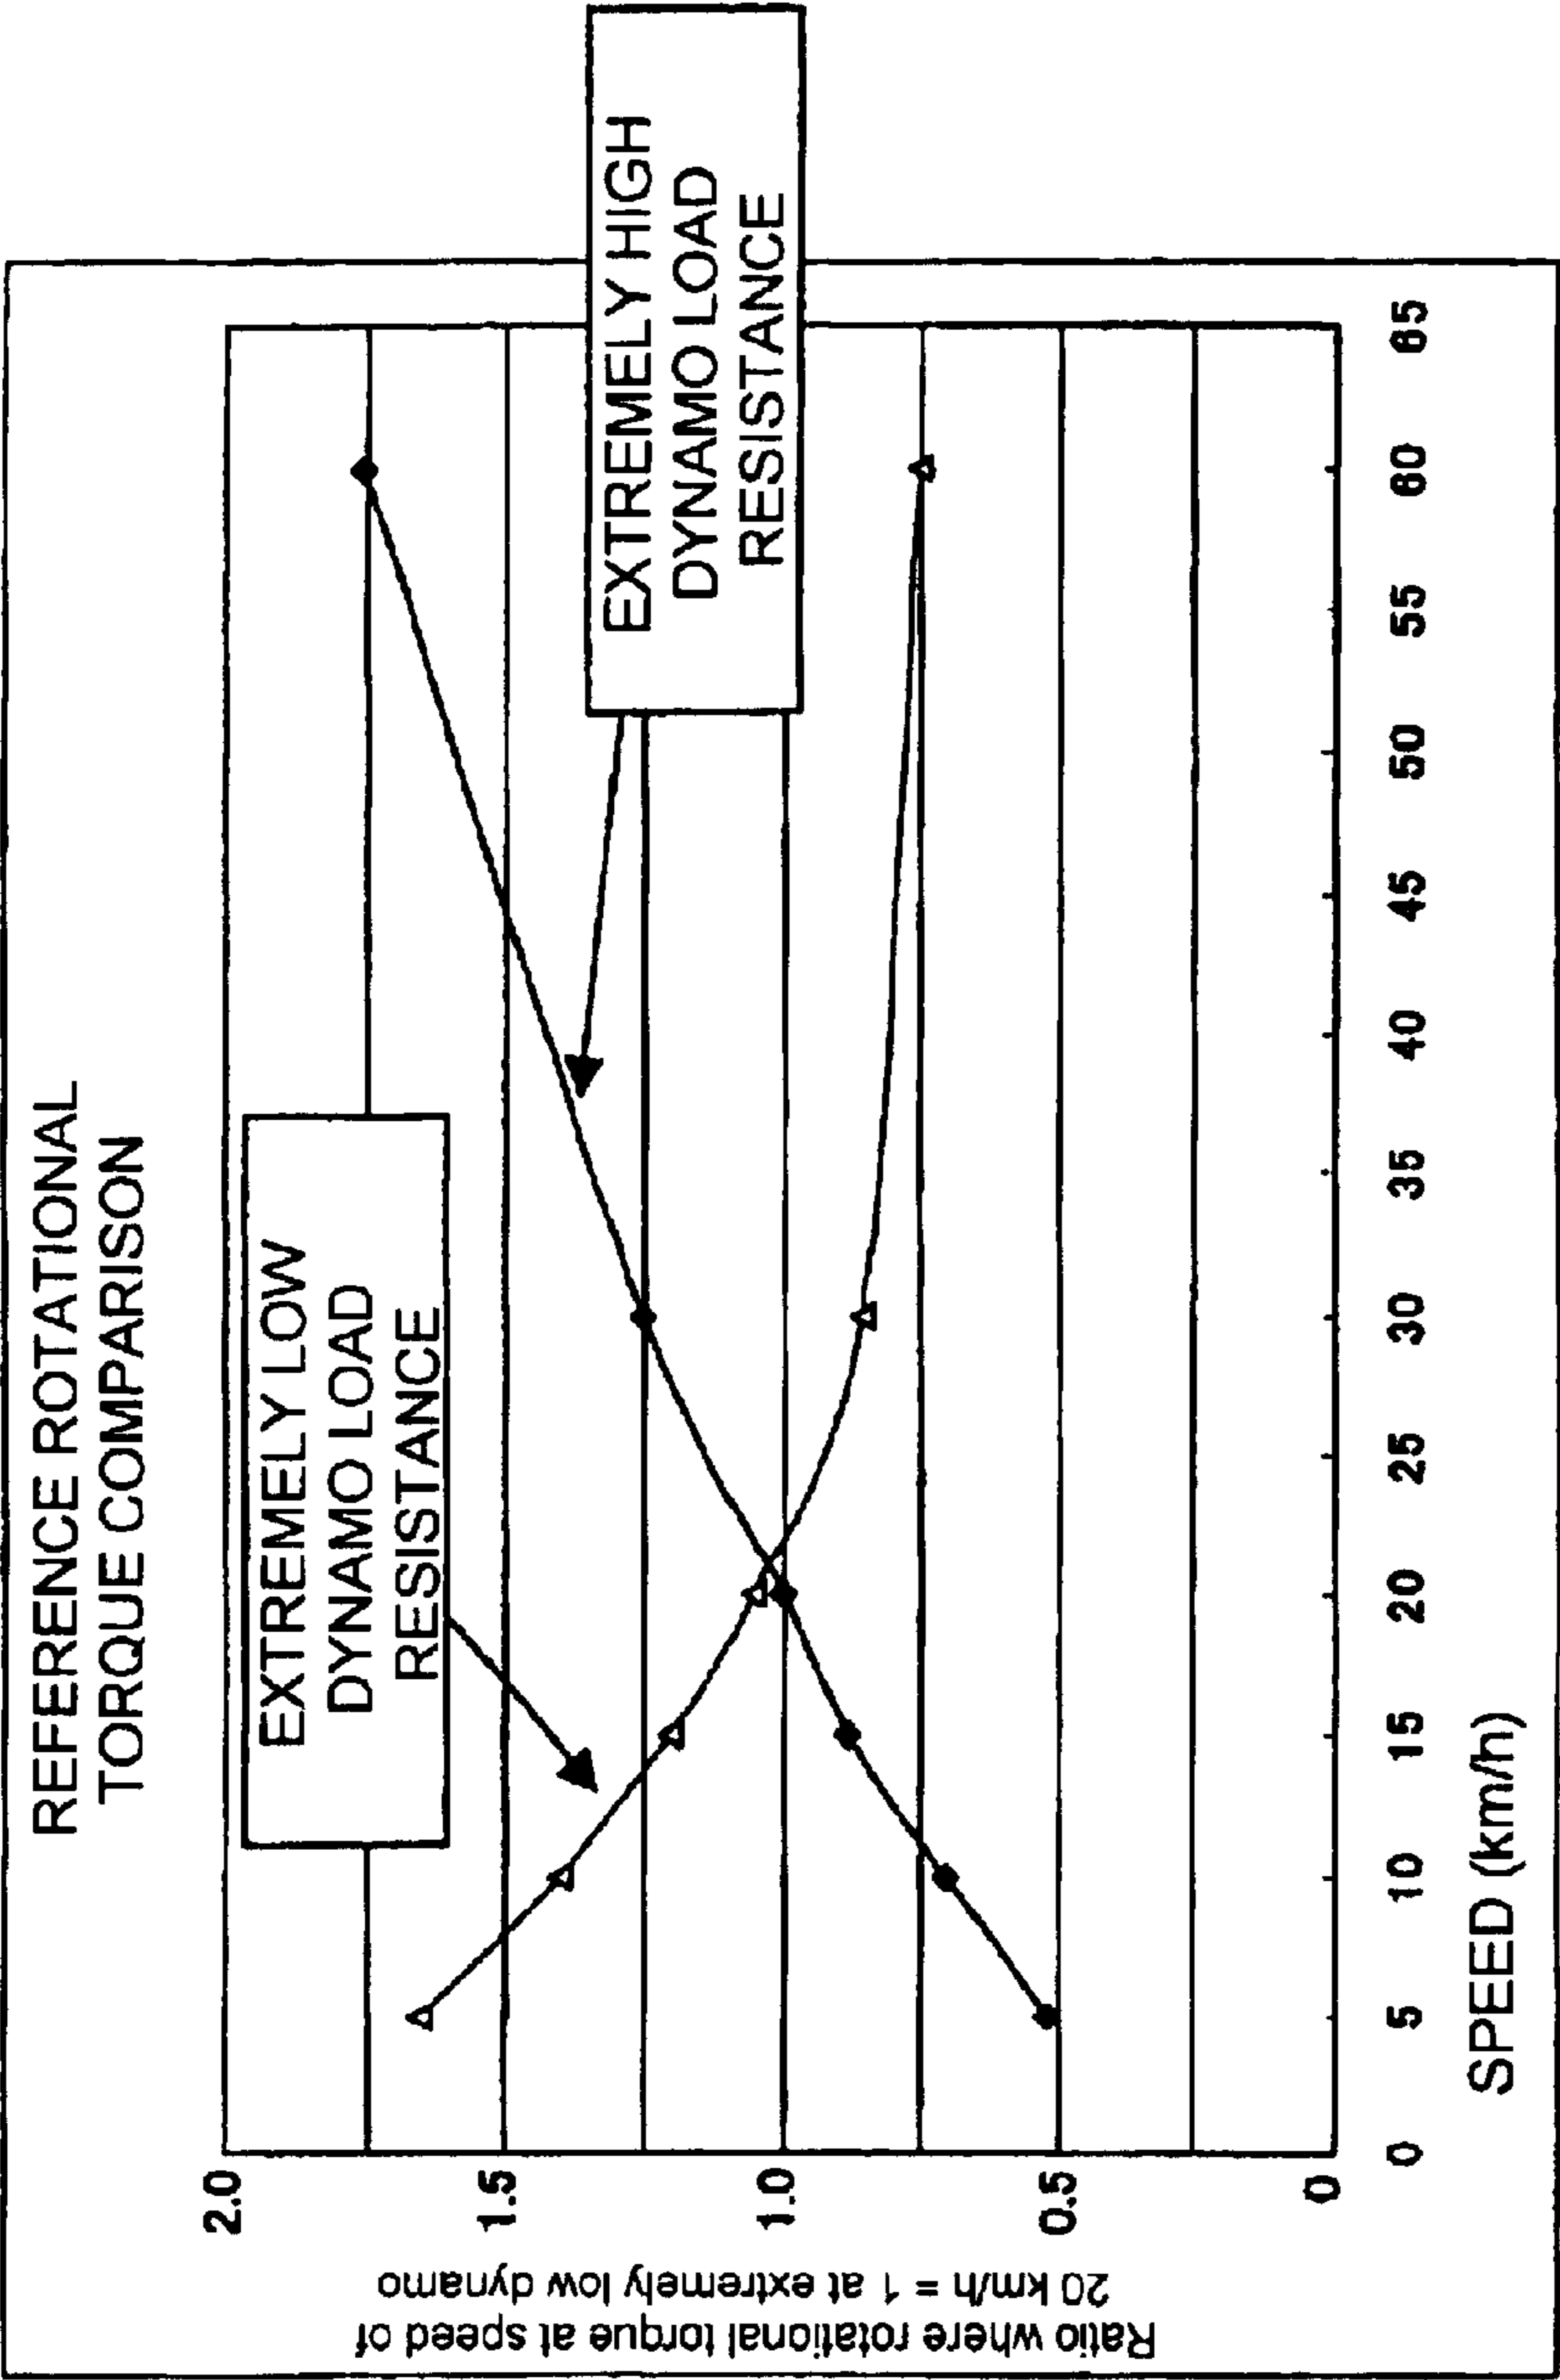 REFERENCE ROTATIONAL
TORQUE COMPARISON
Ratio where rotational torque at speed of
20 km/h = 1 at extremely low dynamo
2.0
1.5
1.0
0.5
0
EXTREMELY LOW
DYNAMO LOAD
RESISTANCE
EXTREMELY HIGH
DYNAMO LOAD
RESISTANCE
0 5 10 15 20 25 30 35 40 45 50 55 60 65
SPEED (km/h)